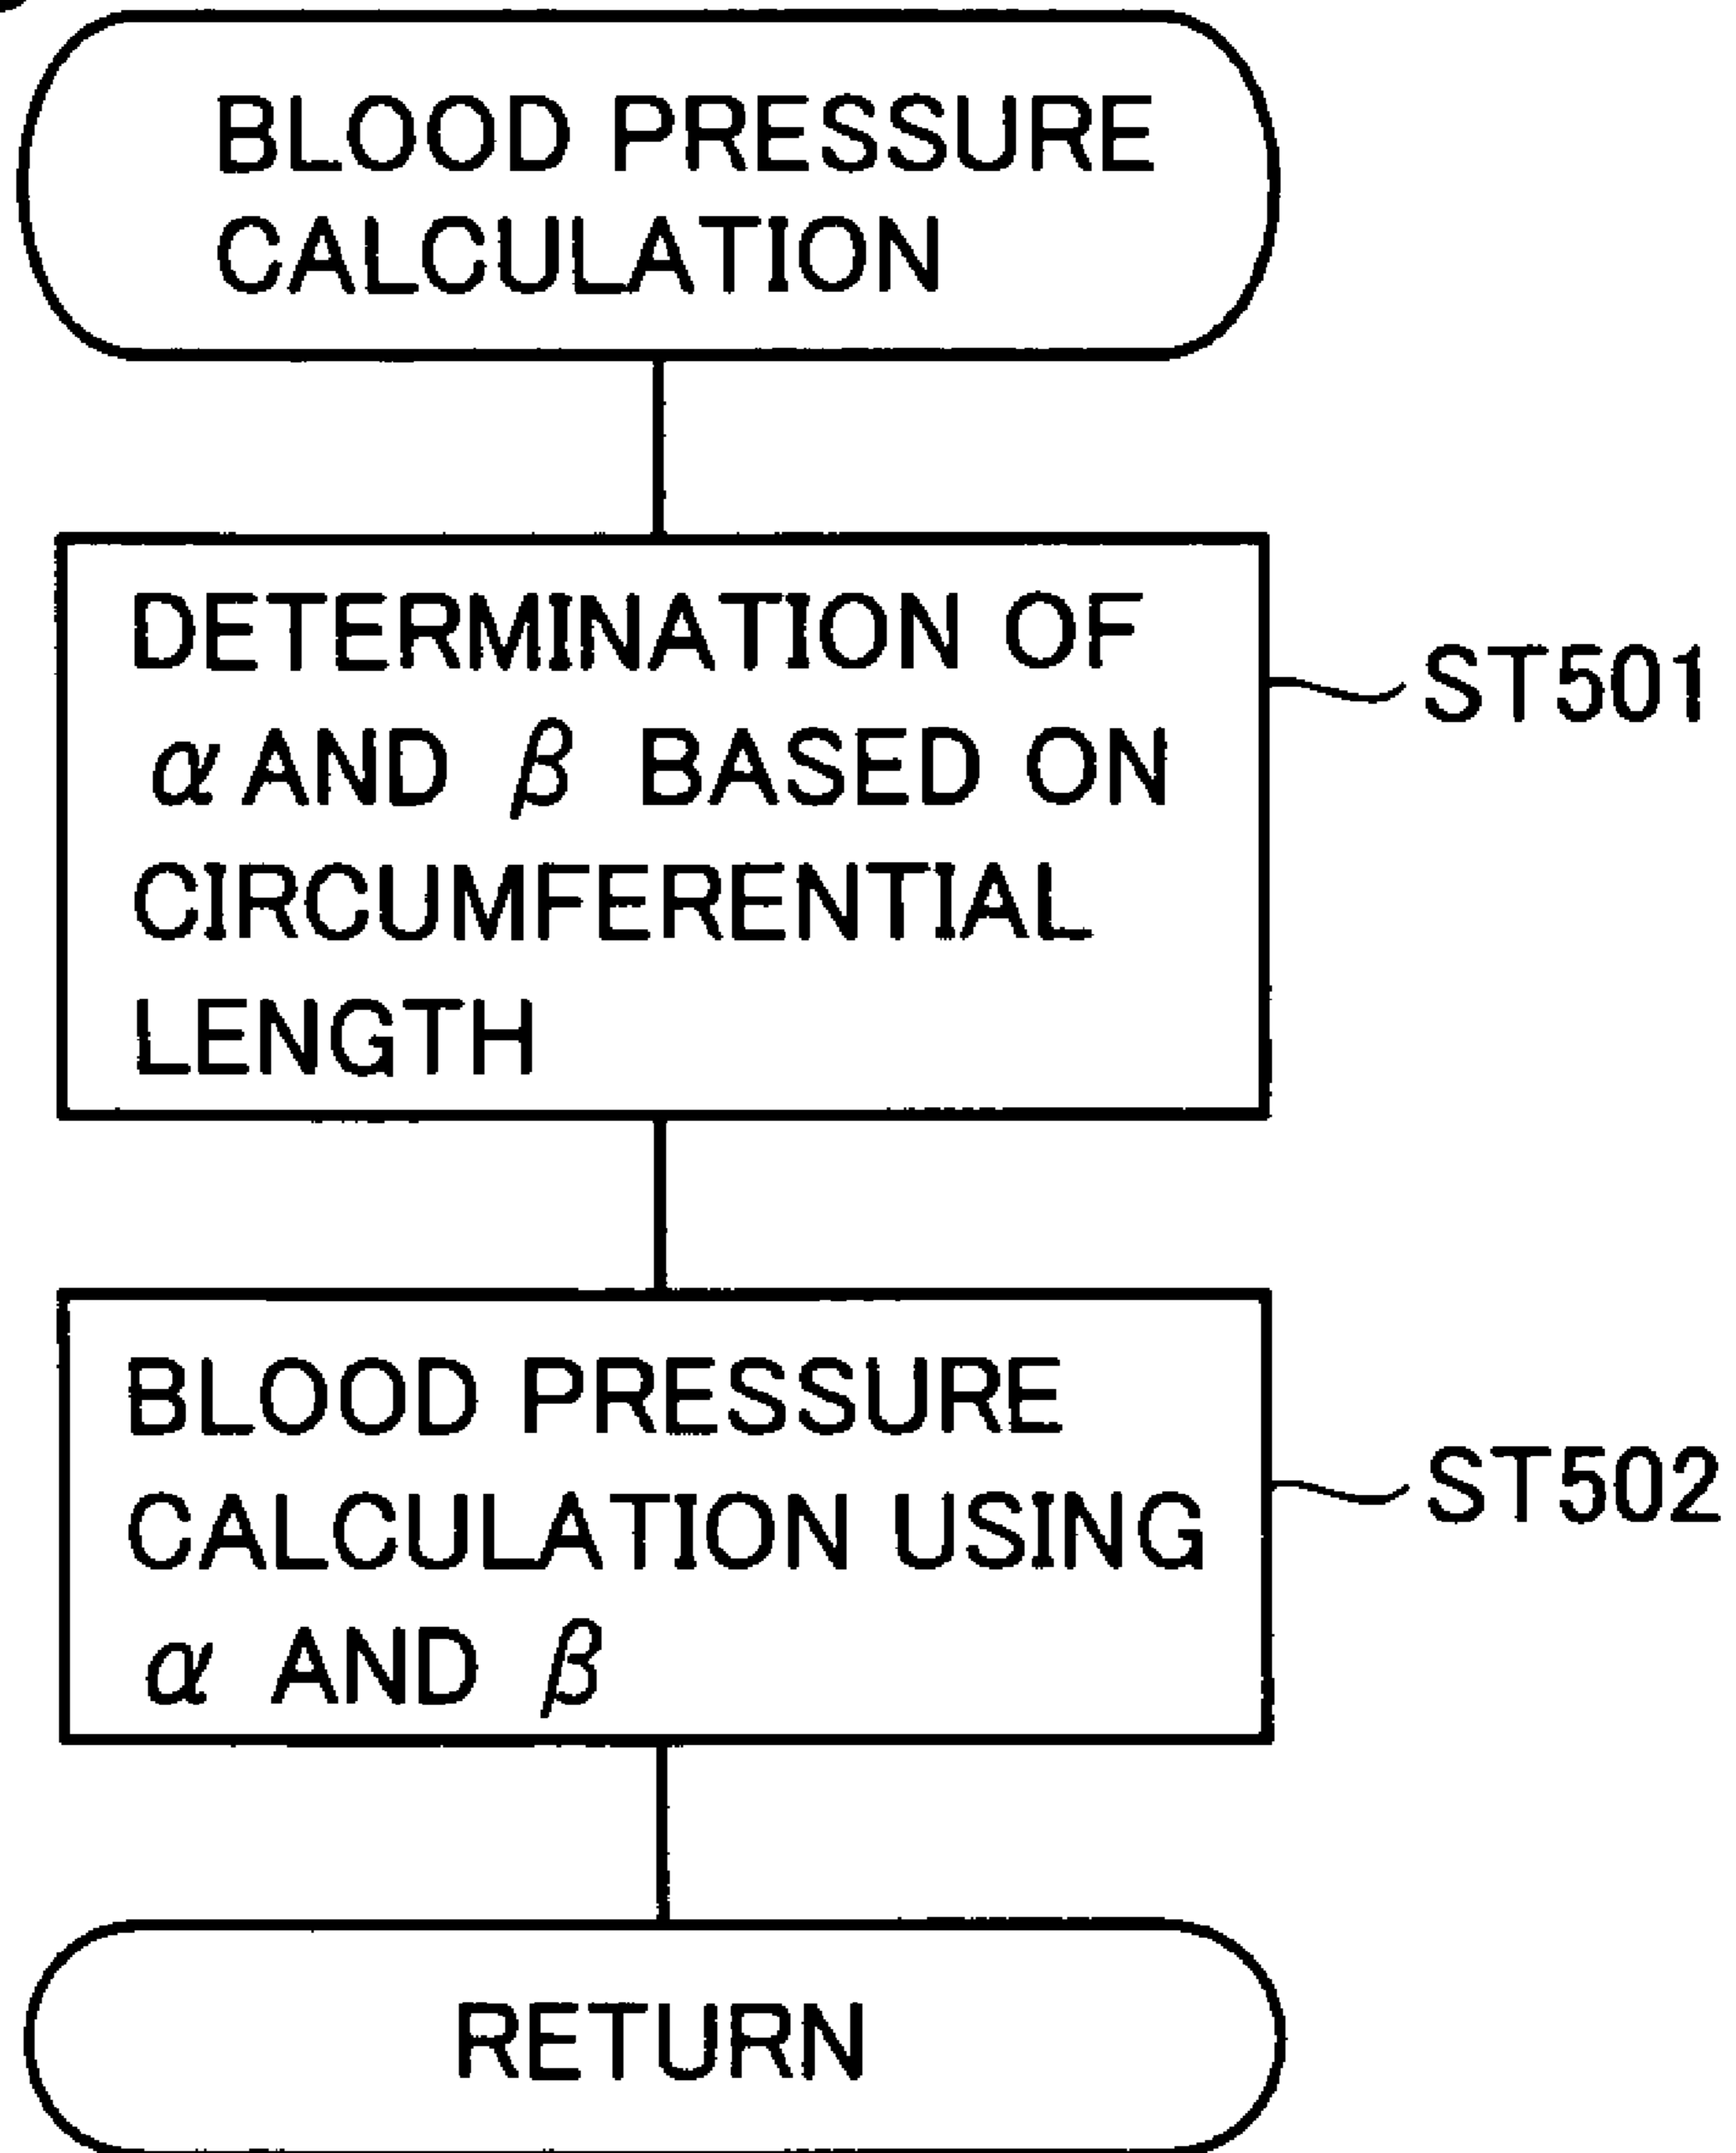 BLOOD PRESSURE
CALCULATION
DETERMINATION OF
α AND β BASED ON
CIRCUMFERENTIAL
LENGTH
ST501
BLOOD PRESSURE
CALCULATION USING
α AND β
ST502
RETURN